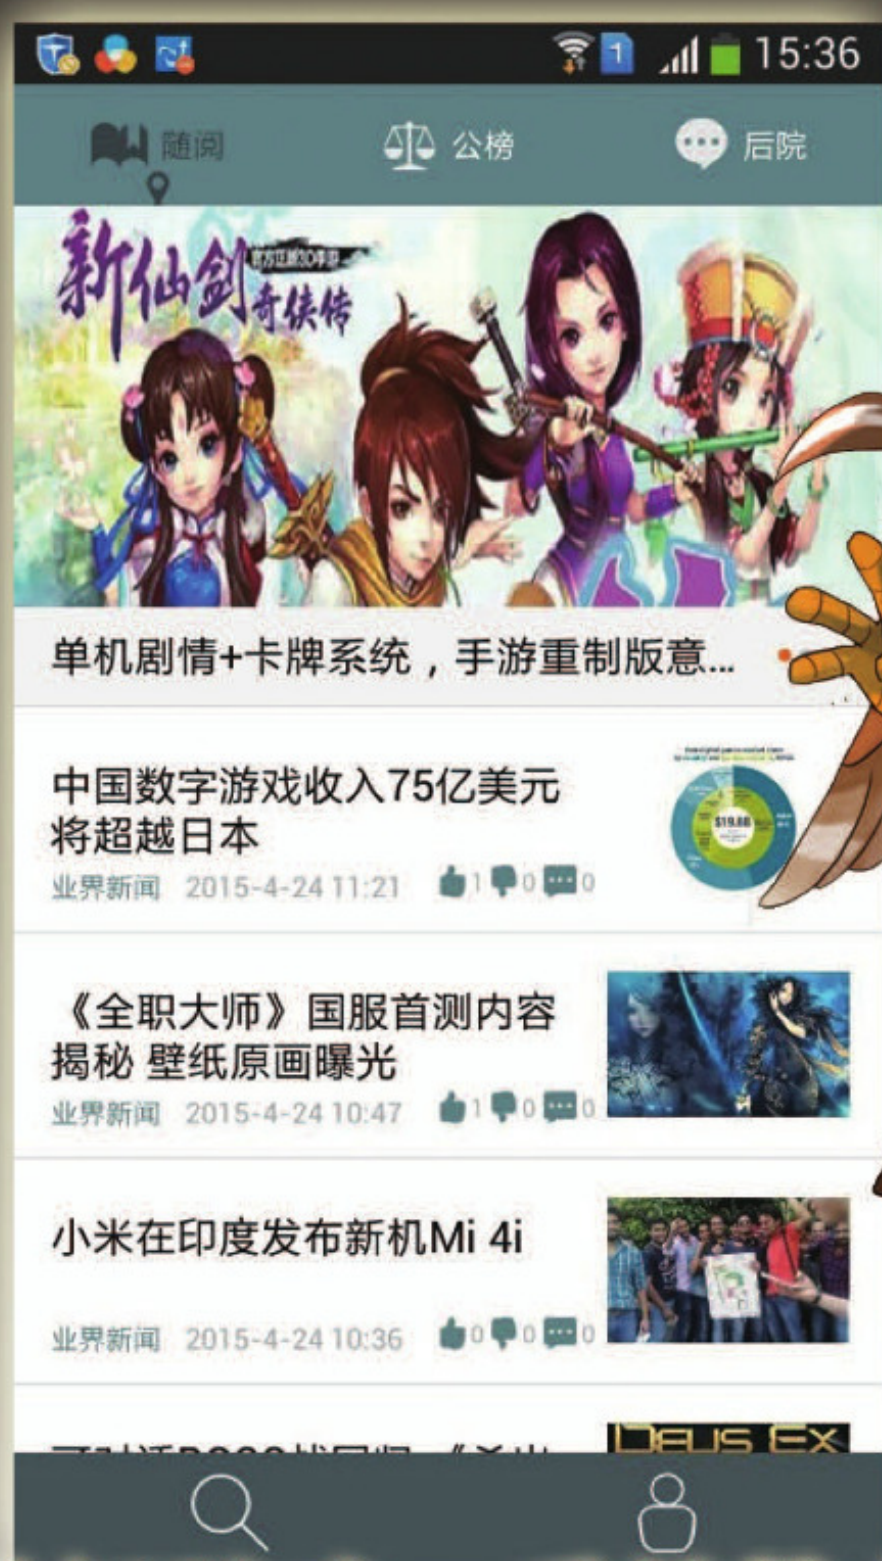 15:36
随阅 公榜 后院
新仙剑
奇侠传
单机剧情+卡牌系统，手游重制版意...
中国数字游戏收入75亿美元
将超越日本
业界新闻 2015-4-24 11:21 1 0 0
$19.8B
《全职大师》国服首测内容
揭秘 壁纸原画曝光
业界新闻 2015-4-24 10:47 1 0 0
小米在印度发布新机Mi 4i
业界新闻 2015-4-24 10:36 0 0 0
DEUS EX